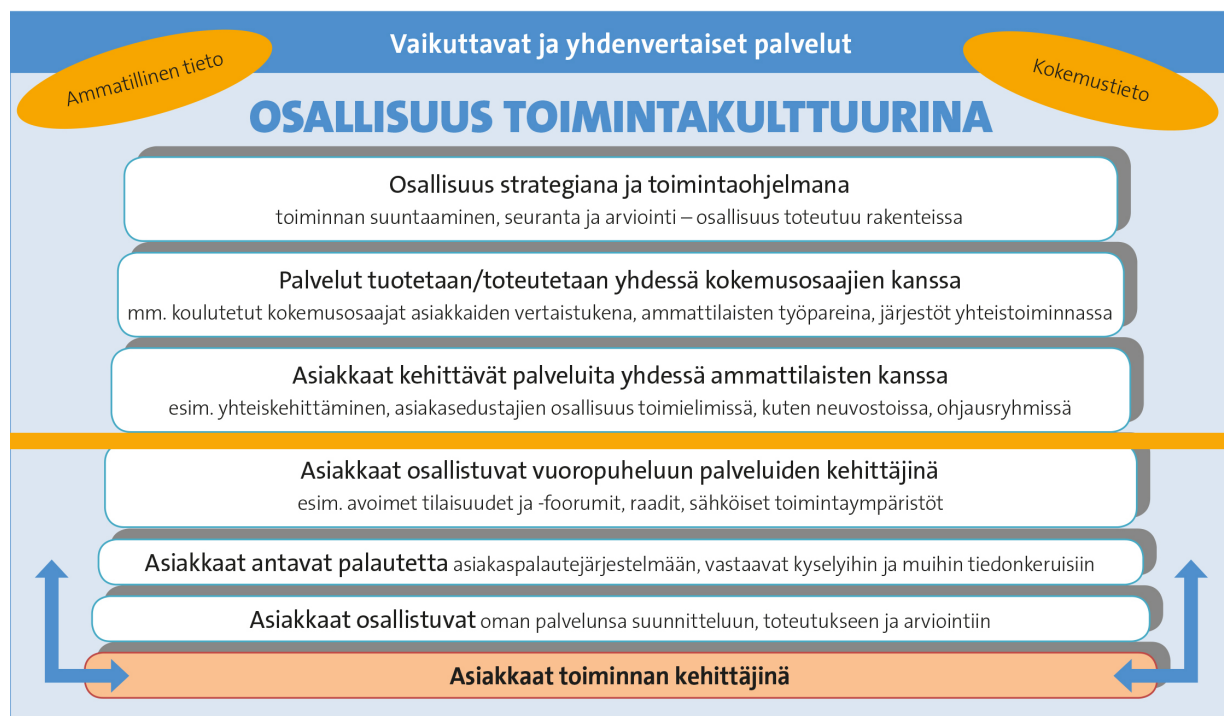 Vaikuttavat ja yhdenvertaiset palvelut
Ammatillinen tieto
Kokemustieto
OSALLISUUS TOIMINTAKULTTUURINA
Osallisuus strategiana ja toimintaohjelmana
toiminnan suuntaaminen, seuranta ja arviointi – osallisuus toteutuu rakenteissa
Palvelut tuotetaan/toteutetaan yhdessä kokemusosaajien kanssa
mm. koulutetut kokemusosaajat asiakkaiden vertaistukena, ammattilaisten työpareina, järjestöt yhteistoiminnassa
Asiakkaat kehittävät palveluita yhdessä ammattilaisten kanssa
esim. yhteiskehittäminen, asiakasedustajien osallisuus toimielimissä, kuten neuvostoissa, ohjausryhmissä
Asiakkaat osallistuvat vuoropuheluun palveluiden kehittäjinä
esim. avoimet tilaisuudet ja -foorumit, raadit, sähköiset toimintaympäristöt
Asiakkaat antavat palautetta asiakaspalautejärjestelmään, vastaavat kyselyihin ja muihin tiedonkeruisiin
Asiakkaat osallistuvat oman palvelunsa suunnitteluun, toteutukseen ja arviointiin
Asiakkaat toiminnan kehittäjinä